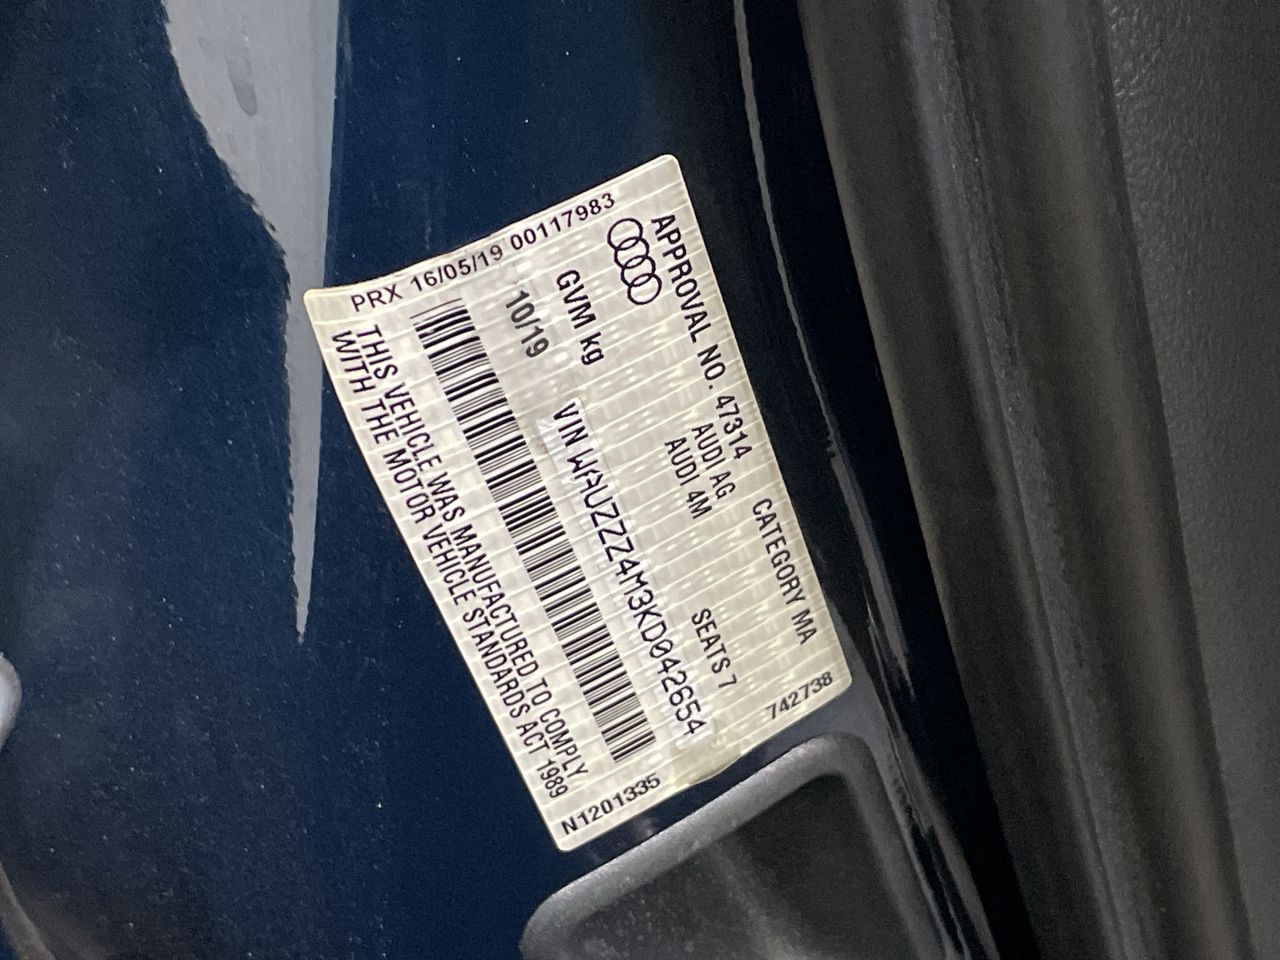 APPROVAL NO. 47314 CATEGORY MA
AUDI AG
AUDI 4M
SEATS 7
GVM kg
VIN WAUZZZ4M3KD042654
10/19
THIS VEHICLE WAS MANUFACTURED TO COMPLY
WITH THE MOTOR VEHICLE STANDARDS ACT 1989
PRX 16/05/19 00117983
N1201335
742738